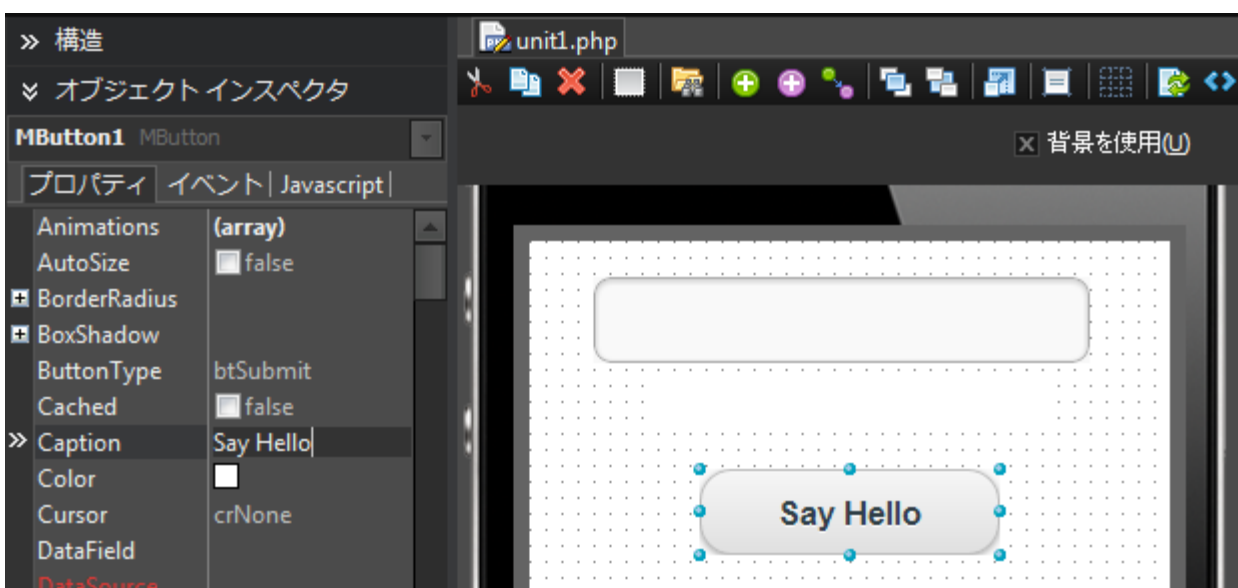 構造
オブジェクト インスペクタ
MButton1 MButton
プロパティ イベント Javascript
Animations (array)
AutoSize false
BorderRadius
BoxShadow
ButtonType btSubmit
Cached false
Caption Say Hello
Color
Cursor crNone
DataField
DataSource
unit1.php
背景を使用(U)
Say Hello